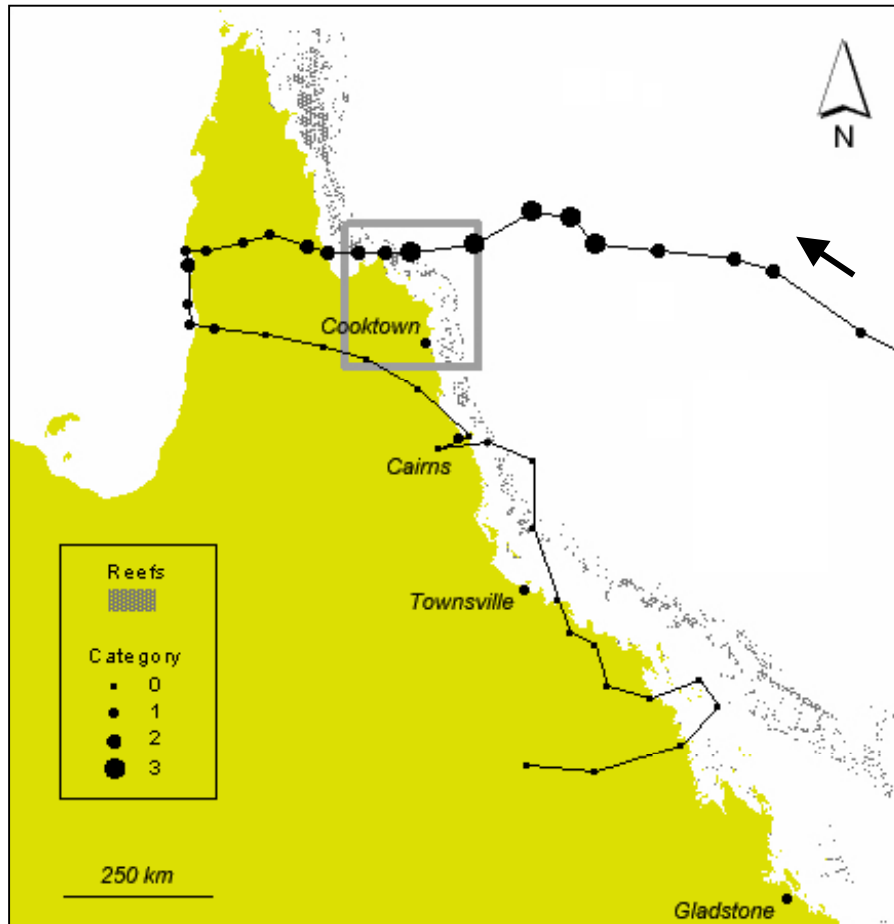 N
Cooktown
Cairns
Reefs
Townsville
Category
0
1
2
3
250 km
Gladstone